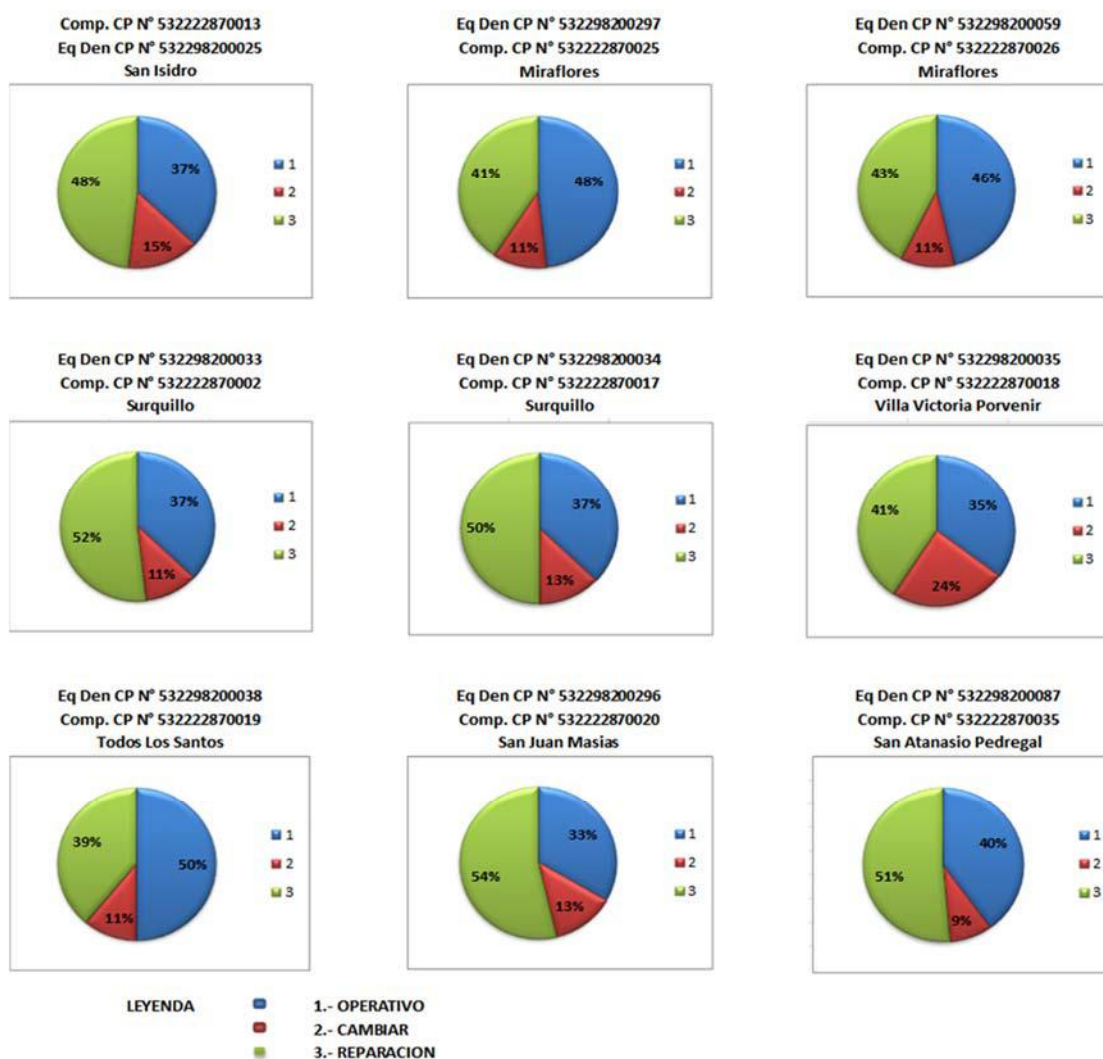 Comp. CP N° 532222870013
Eq Den CP N° 532298200025
San Isidro
37%
48%
15%
1
2
3
Eq Den CP N° 532298200297
Comp. CP N° 532222870025
Miraflores
41%
48%
11%
1
2
3
Eq Den CP N° 532298200059
Comp. CP N° 532222870026
Miraflores
43%
46%
11%
1
2
3
Eq Den CP N° 532298200033
Comp. CP N° 532222870002
Surquillo
37%
52%
11%
1
2
3
Eq Den CP N° 532298200034
Comp. CP N° 532222870017
Surquillo
37%
50%
13%
1
2
3
Eq Den CP N° 532298200035
Comp. CP N° 532222870018
Villa Victoria Porvenir
35%
41%
24%
1
2
3
Eq Den CP N° 532298200038
Comp. CP N° 532222870019
Todos Los Santos
39%
50%
11%
1
2
3
Eq Den CP N° 532298200296
Comp. CP N° 532222870020
San Juan Masias
33%
54%
13%
1
2
3
Eq Den CP N° 532298200087
Comp. CP N° 532222870035
San Atanasio Pedregal
40%
51%
9%
1
2
3
LEYENDA
1.- OPERATIVO
2.- CAMBIAR
3.- REPARACION